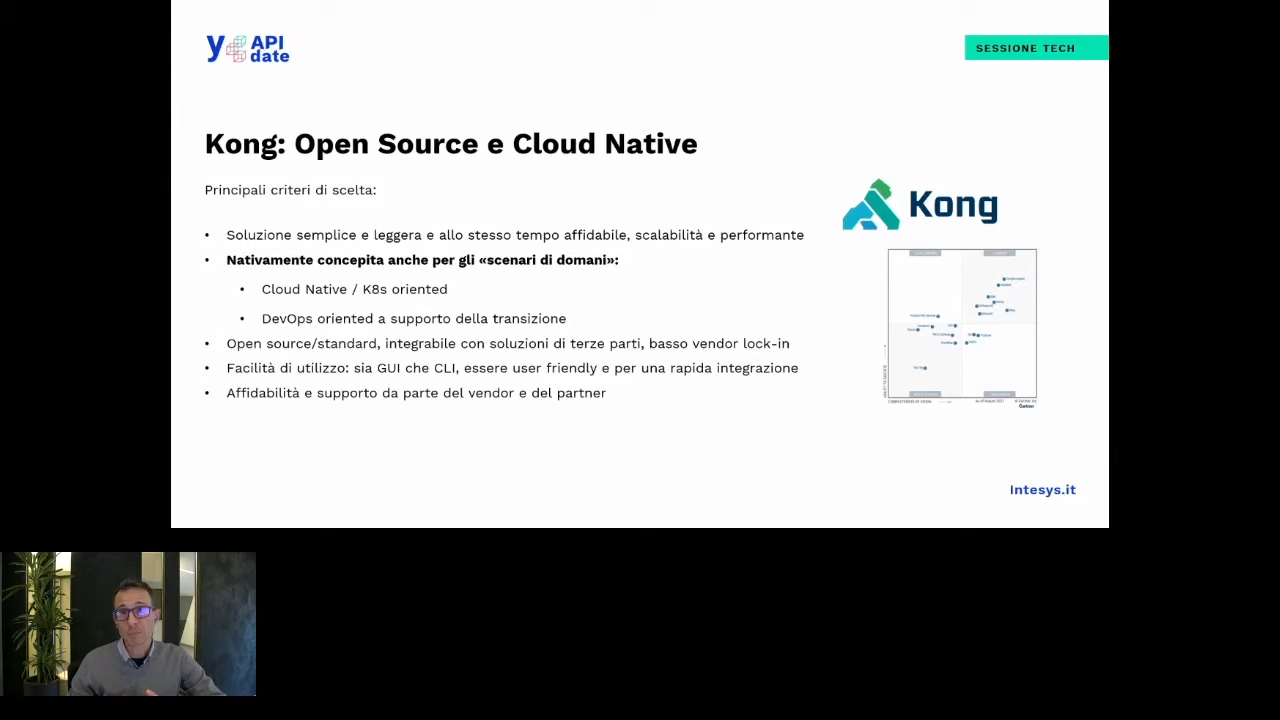 y API
date
SESSIONE TECH
Kong: Open Source e Cloud Native
Principali criteri di scelta:
Kong
• Soluzione semplice e leggera e allo stesso tempo affidabile, scalabilità e performante
• Nativamente concepita anche per gli «scenari di domani»:
• Cloud Native / K8s oriented
• DevOps oriented a supporto della transizione
• Open source/standard, integrabile con soluzioni di terze parti, basso vendor lock-in
• Facilità di utilizzo: sia GUI che CLI, essere user friendly e per una rapida integrazione
• Affidabilità e supporto da parte del vendor e del partner
Gartner
Intesys.it